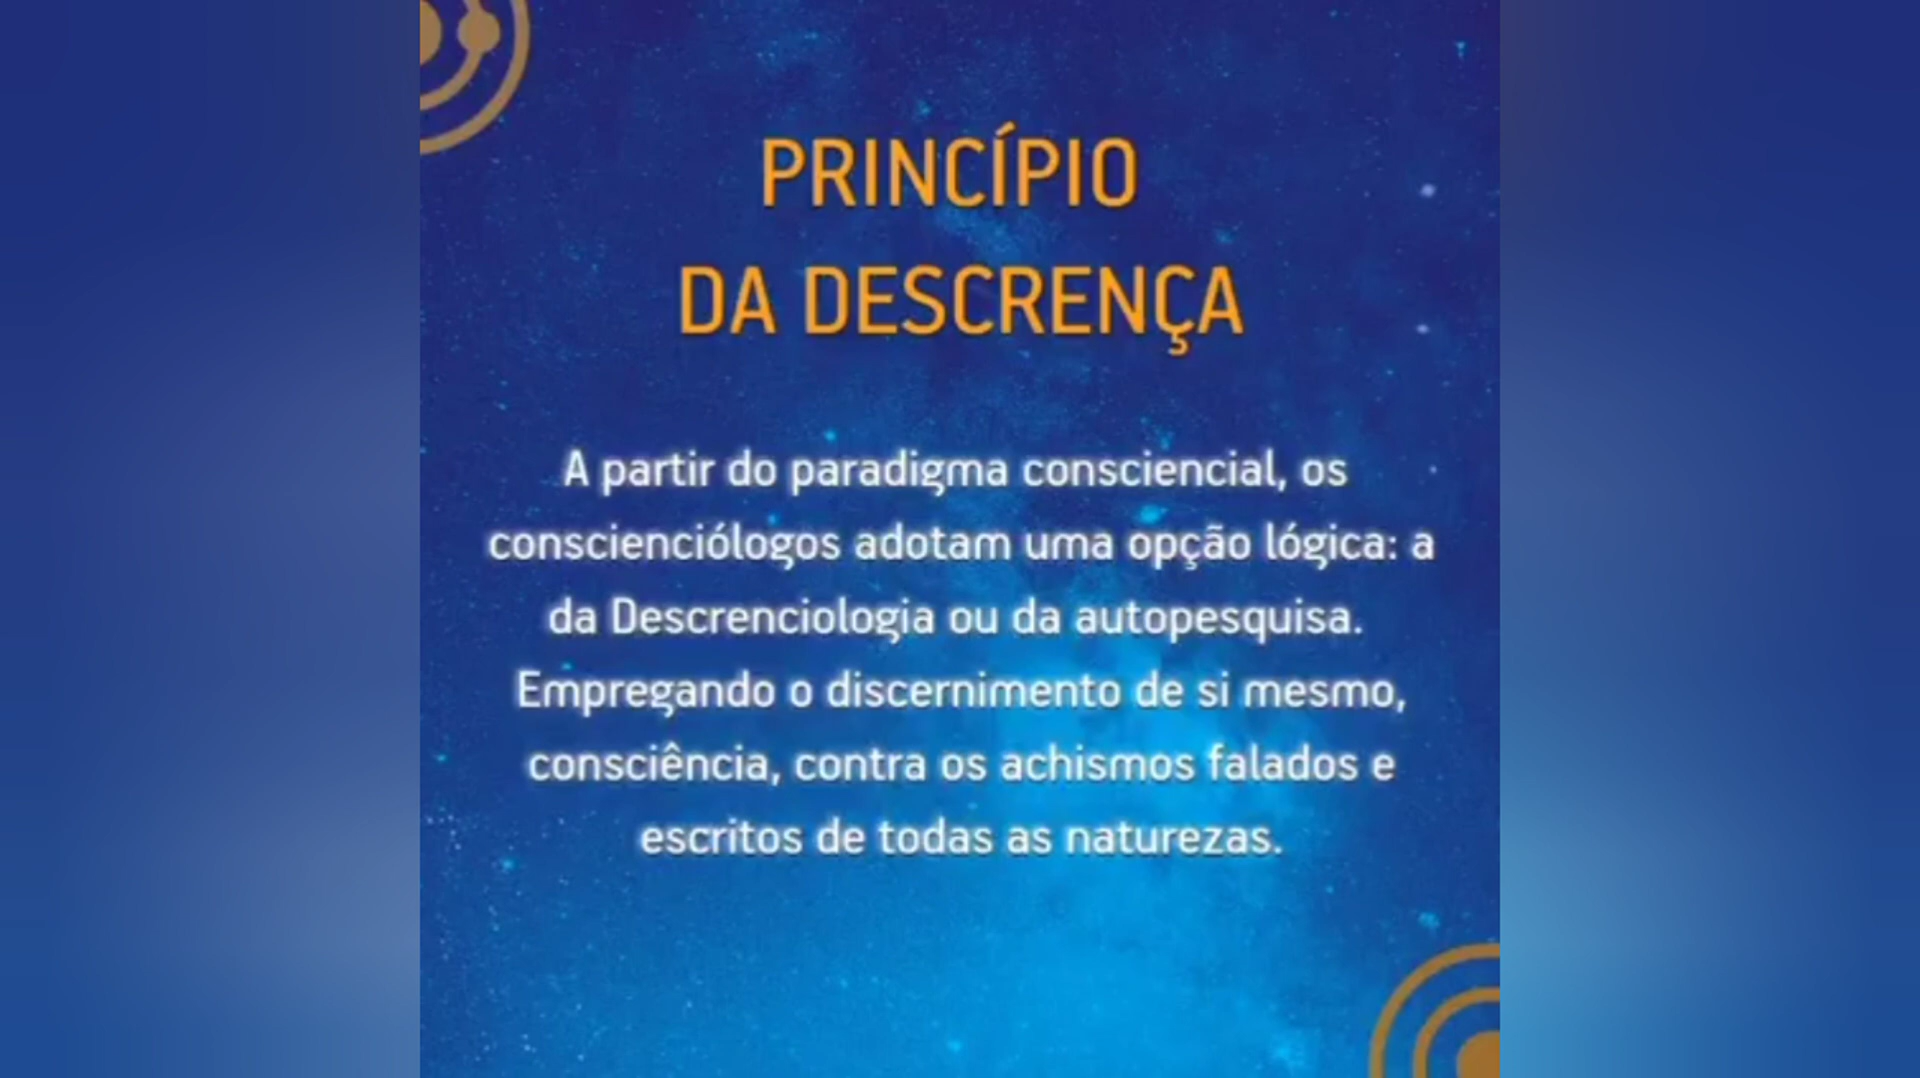 PRINCÍPIO
DA DESCRENÇA
A partir do paradigma consciencial, os
conscienciólogos adotam uma opção lógica: a
da Descrenciologia ou da autopesquisa.
Empregando o discernimento de si mesmo,
consciência, contra os achismos falados e
escritos de todas as naturezas.